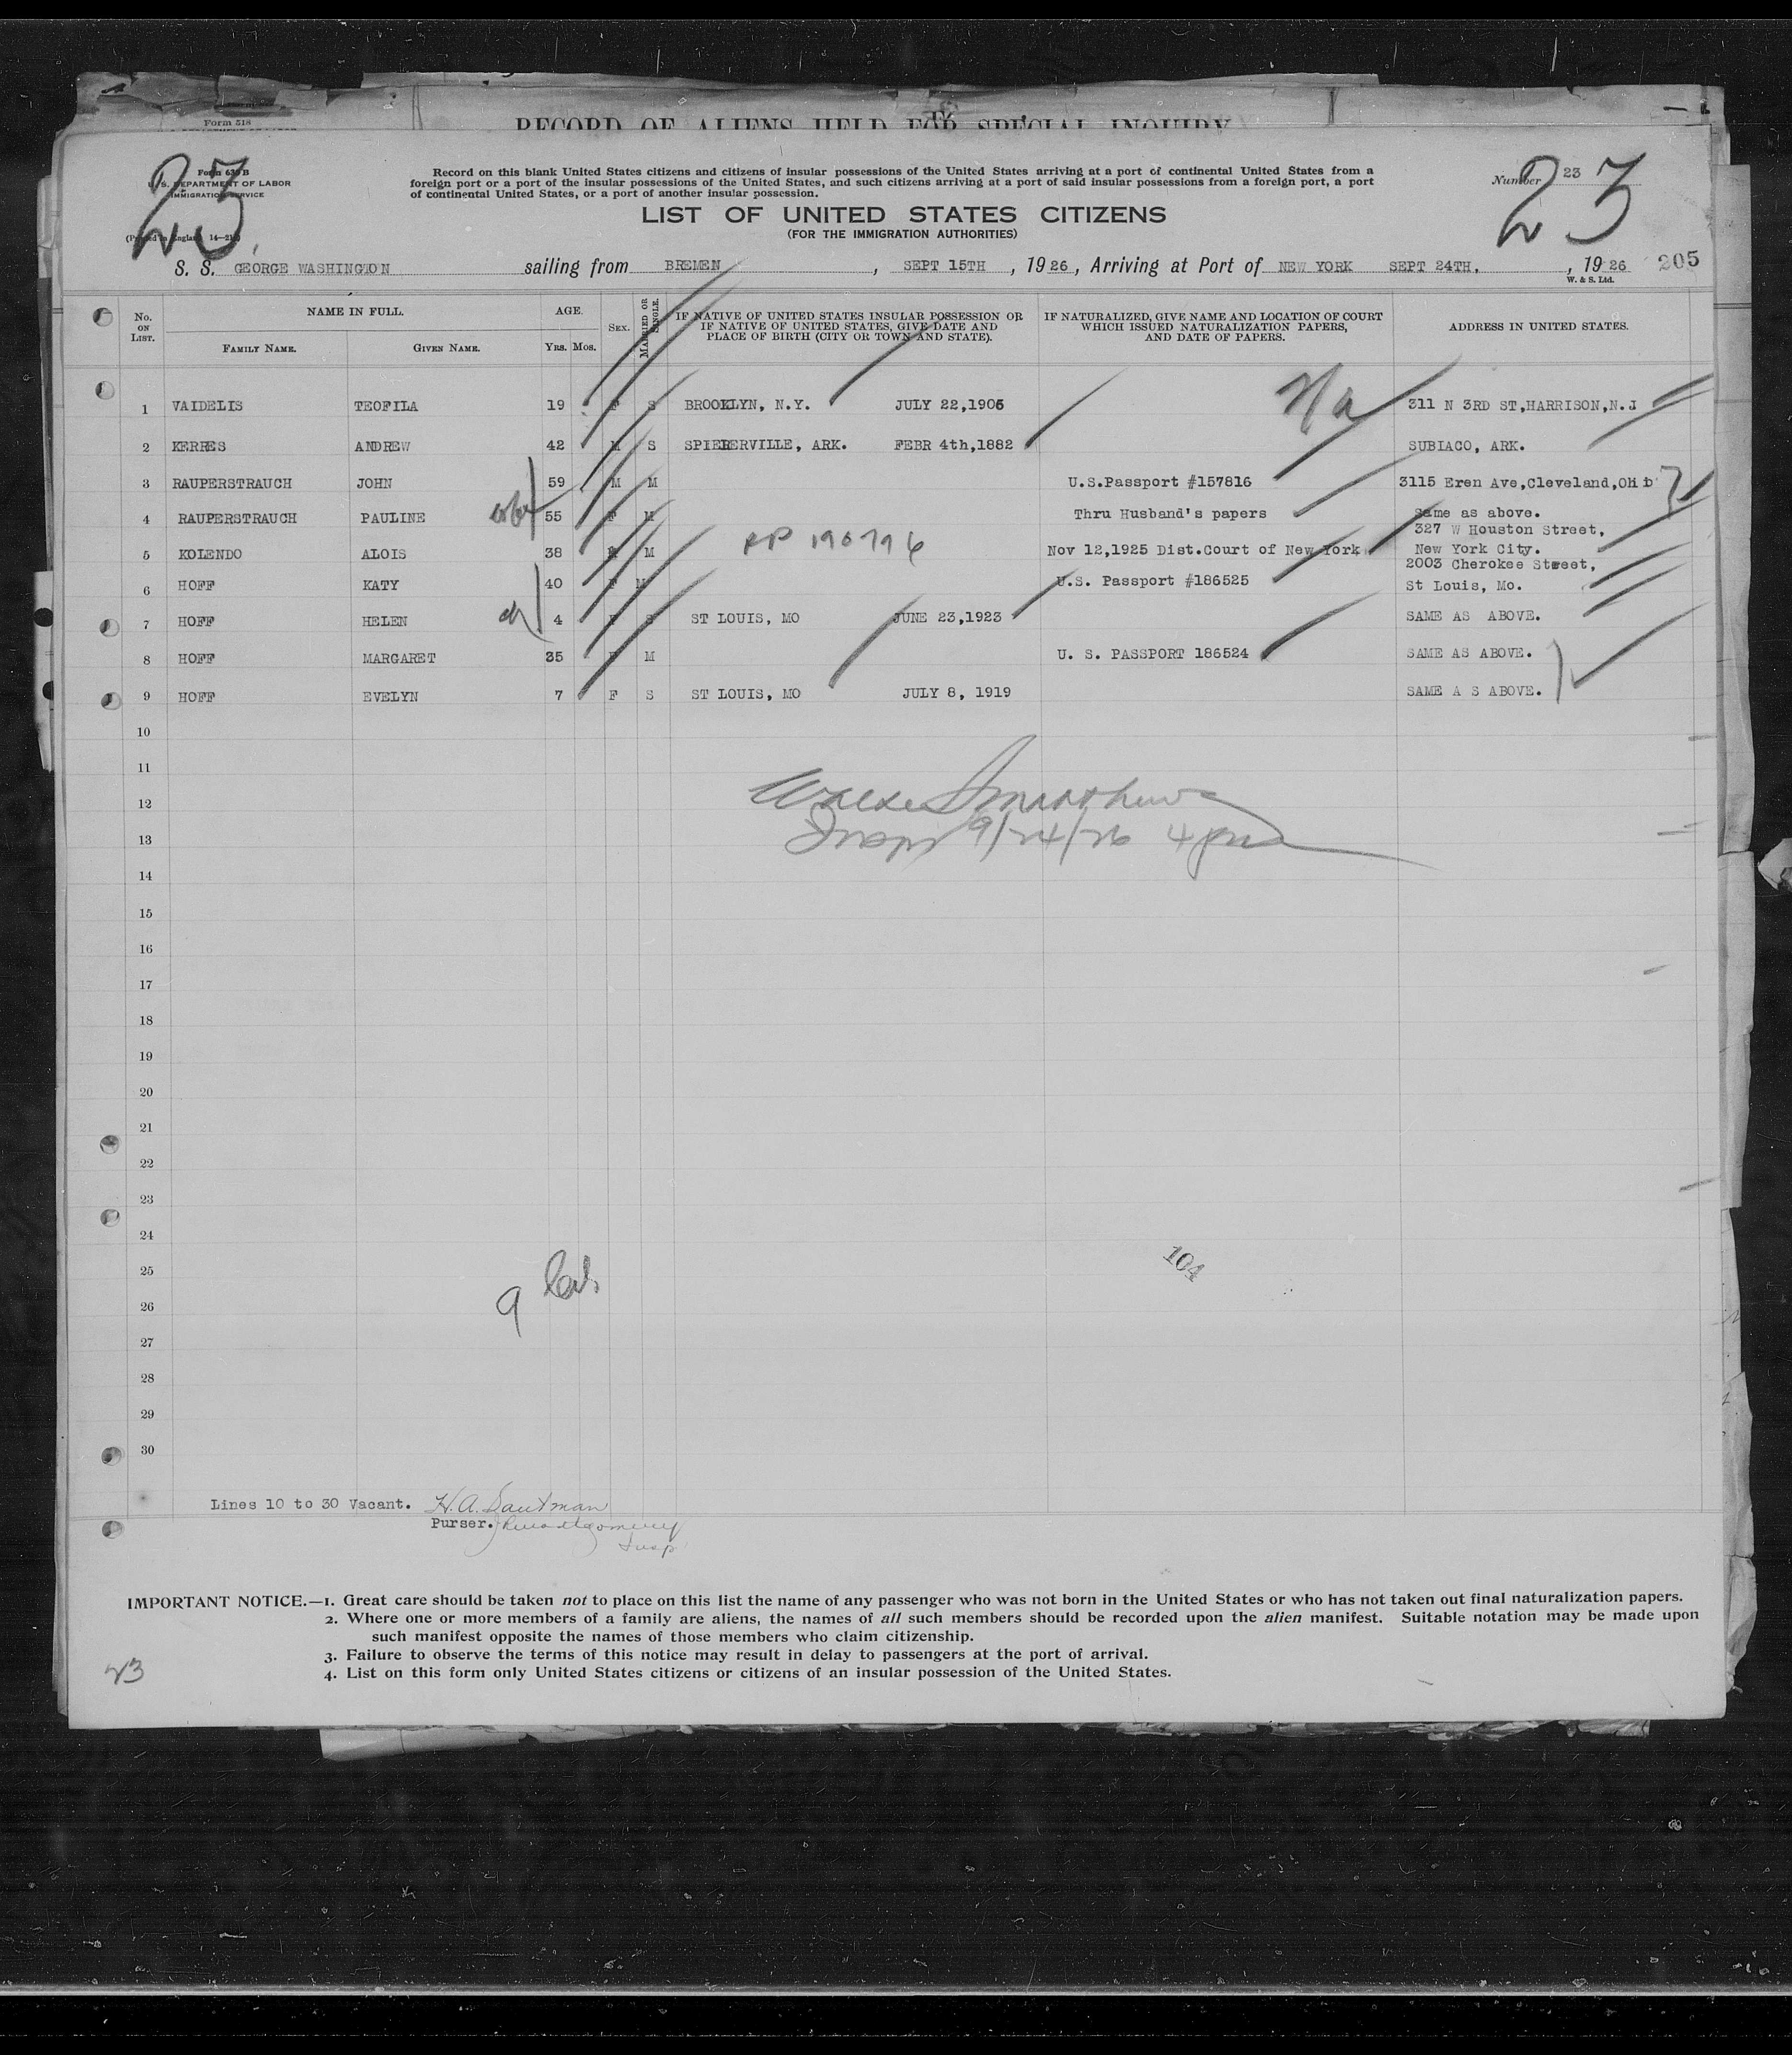 Form 518
RECORD OF ALIENS HELD FOR SPECIAL INQUIRY
23
Form 630 B
U. S. DEPARTMENT OF LABOR
IMMIGRATION SERVICE
(Printed in England 14—21)
Record on this blank United States citizens and citizens of insular possessions of the United States arriving at a port of continental United States from a
foreign port or a port of the insular possessions of the United States, and such citizens arriving at a port of said insular possessions from a foreign port, a port
of continental United States, or a port of another insular possession.
Number 23
23
LIST OF UNITED STATES CITIZENS
(FOR THE IMMIGRATION AUTHORITIES)
S. S. GEORGE WASHINGTON sailing from BREMEN, SEPT 15TH, 1926, Arriving at Port of NEW YORK SEPT 24TH., 1926 205
W. & S. Ltd.
No. ON LIST. NAME IN FULL. FAMILY NAME. GIVEN NAME. AGE. YRS. MOS. SEX. MARRIED OR SINGLE.
IF NATIVE OF UNITED STATES INSULAR POSSESSION OR
IF NATIVE OF UNITED STATES, GIVE DATE AND
PLACE OF BIRTH (CITY OR TOWN AND STATE).
IF NATURALIZED, GIVE NAME AND LOCATION OF COURT
WHICH ISSUED NATURALIZATION PAPERS,
AND DATE OF PAPERS.
ADDRESS IN UNITED STATES.
1 VAIDELIS TEOFILA 19 F S BROOKLYN, N.Y. JULY 22,1906 N/a 311 N 3RD ST,HARRISON,N.J
2 KERRES ANDREW 42 M S SPIELERVILLE, ARK. FEBR 4th,1882 SUBIACO, ARK.
3 RAUPERSTRAUCH JOHN 59 M M U.S.Passport #157816 3115 Eren Ave,Cleveland,Ohio
4 RAUPERSTRAUCH PAULINE 55 F M Thru Husband's papers Same as above.
327 W Houston Street,
5 KOLENDO ALOIS 38 M M Nov 12,1925 Dist.Court of New York New York City.
2003 Cherokee Street,
6 HOFF KATY 40 F M U.S. Passport #186525 St Louis, Mo.
7 HOFF HELEN 4 F S ST LOUIS, MO JUNE 23,1923 SAME AS ABOVE.
8 HOFF MARGARET 35 F M U. S. PASSPORT 186524 SAME AS ABOVE.
9 HOFF EVELYN 7 F S ST LOUIS, MO JULY 8, 1919 SAME A S ABOVE.
10
11
12
13
Insp 9/24/26 4 pm
14
15
16
17
18
19
20
21
22
23
24
25
104
26
9
27
28
29
30
Lines 10 to 30 Vacant. H. A. Sautman
Purser. Montgomery
Insp
IMPORTANT NOTICE.—1. Great care should be taken not to place on this list the name of any passenger who was not born in the United States or who has not taken out final naturalization papers.
2. Where one or more members of a family are aliens, the names of all such members should be recorded upon the alien manifest. Suitable notation may be made upon
such manifest opposite the names of those members who claim citizenship.
3. Failure to observe the terms of this notice may result in delay to passengers at the port of arrival.
4. List on this form only United States citizens or citizens of an insular possession of the United States.
23